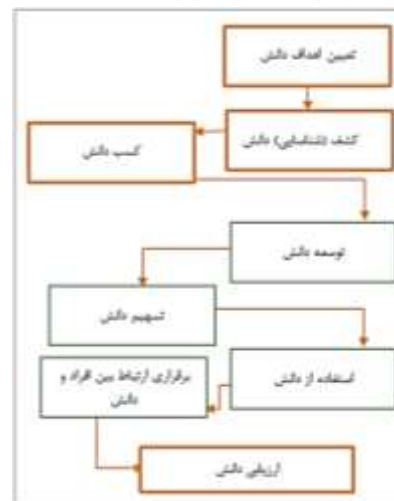 تعیین اهداف دانش
کشف (شناسایی) دانش
کسب دانش
توسعه دانش
تسهیم دانش
استفاده از دانش
برقراری ارتباط بین افراد و
دانش
ارزیابی دانش